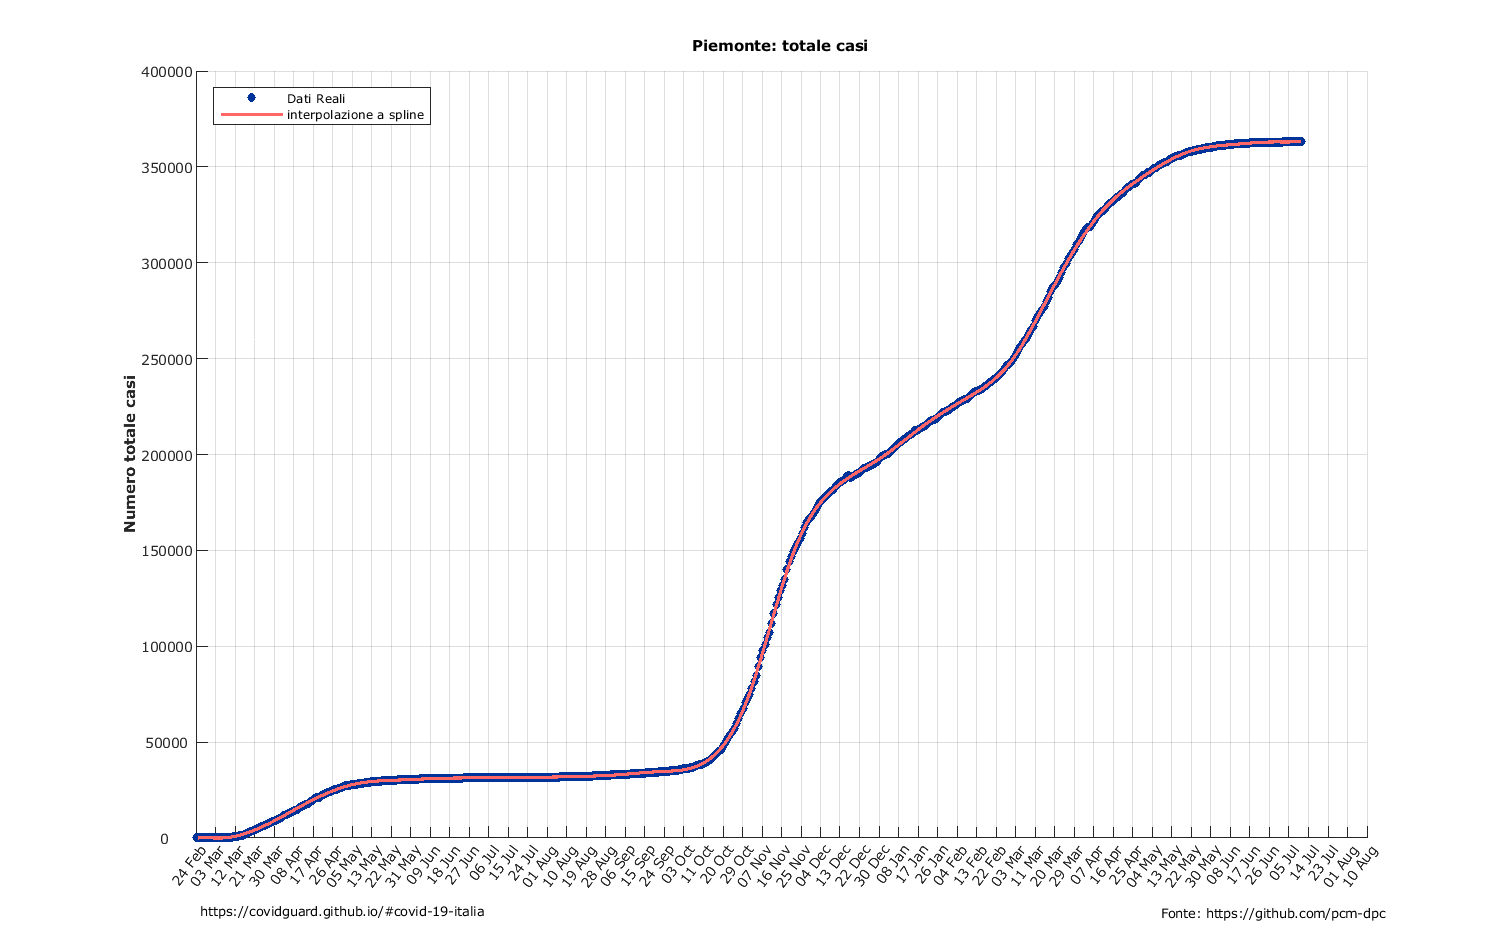 Piemonte: totale casi
400000
350000
300000
250000
200000
150000
100000
50000
0
Dati Reali
interpolazione a spline
Numero totale casi
24 Feb
03 Mar
12 Mar
21 Mar
30 Mar
08 Apr
17 Apr
26 Apr
05 May
13 May
22 May
31 May
09 Jun
18 Jun
27 Jun
06 Jul
15 Jul
24 Jul
01 Aug
10 Aug
19 Aug
28 Aug
06 Sep
15 Sep
24 Sep
03 Oct
11 Oct
20 Oct
29 Oct
07 Nov
16 Nov
25 Nov
04 Dec
13 Dec
22 Dec
30 Dec
08 Jan
17 Jan
26 Jan
04 Feb
13 Feb
22 Feb
02 Mar
11 Mar
20 Mar
29 Mar
07 Apr
16 Apr
25 Apr
04 May
13 May
22 May
30 May
08 Jun
17 Jun
26 Jun
05 Jul
14 Jul
23 Jul
01 Aug
10 Aug
https://covidguard.github.io/#covid-19-italia
Fonte: https://github.com/pcm-dpc